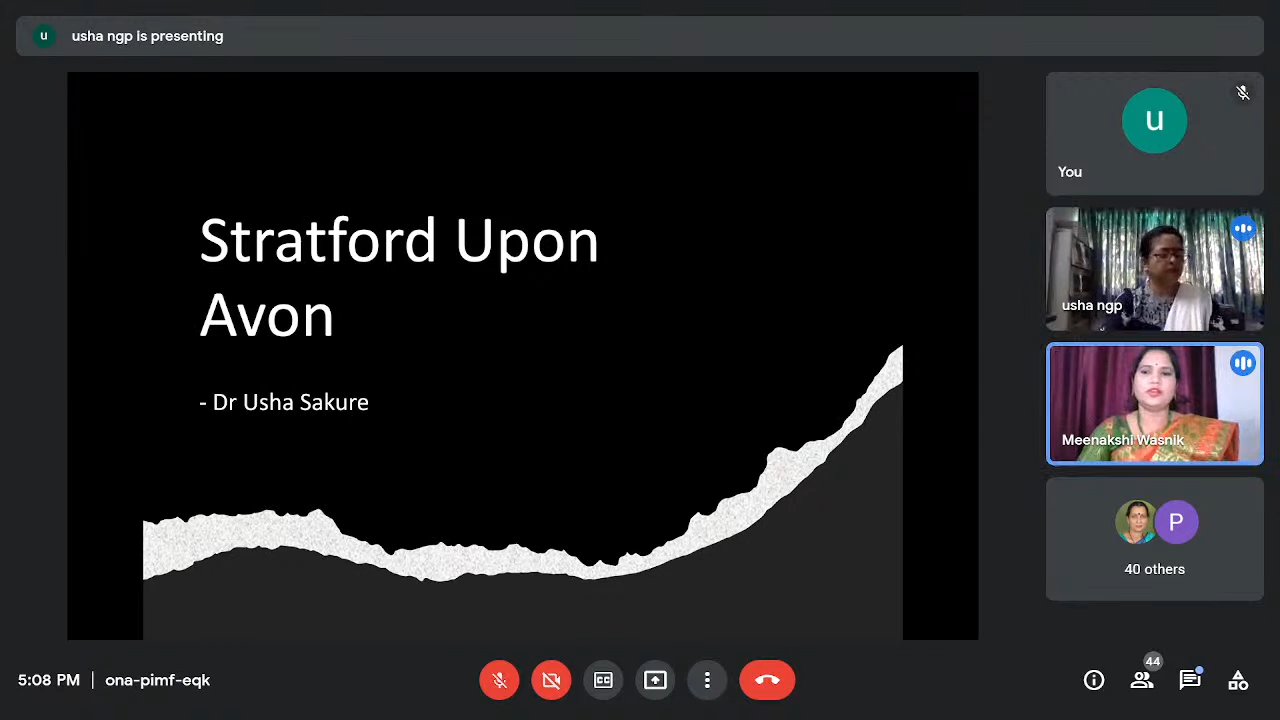 u
usha ngp is presenting
Stratford Upon
Avon
- Dr Usha Sakure
u
You
usha ngp
Meenakshi Wasnik
P
40 others
5:08 PM | ona-pimf-eqk
CC
44